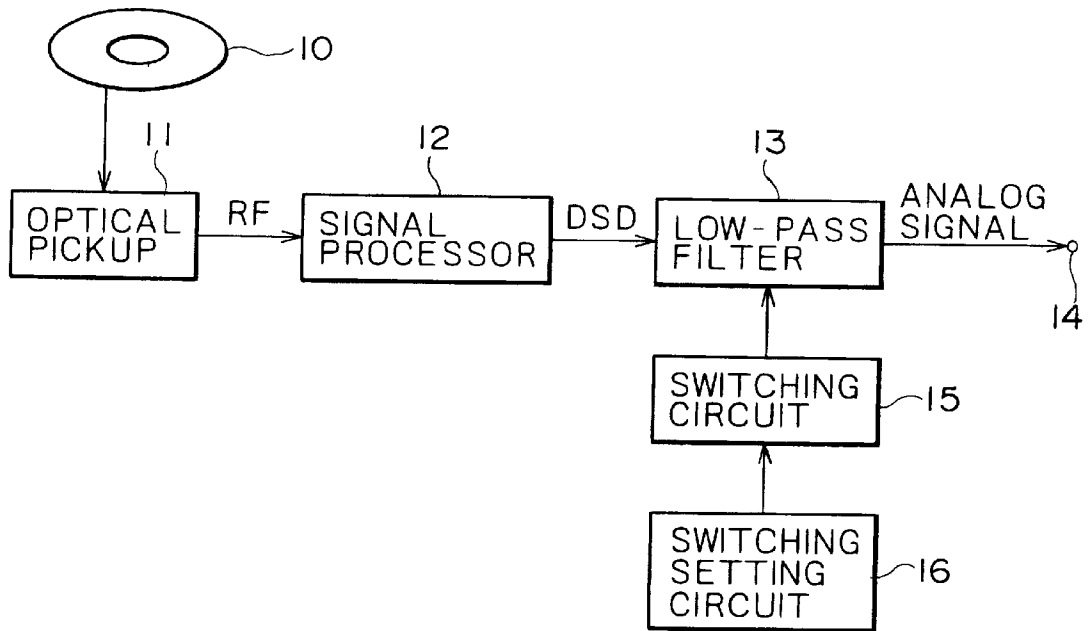 10
11
OPTICAL
PICKUP
RF
12
SIGNAL
PROCESSOR
DSD
13
LOW-PASS
FILTER
ANALOG
SIGNAL
14
SWITCHING
CIRCUIT
15
SWITCHING
SETTING
CIRCUIT
16